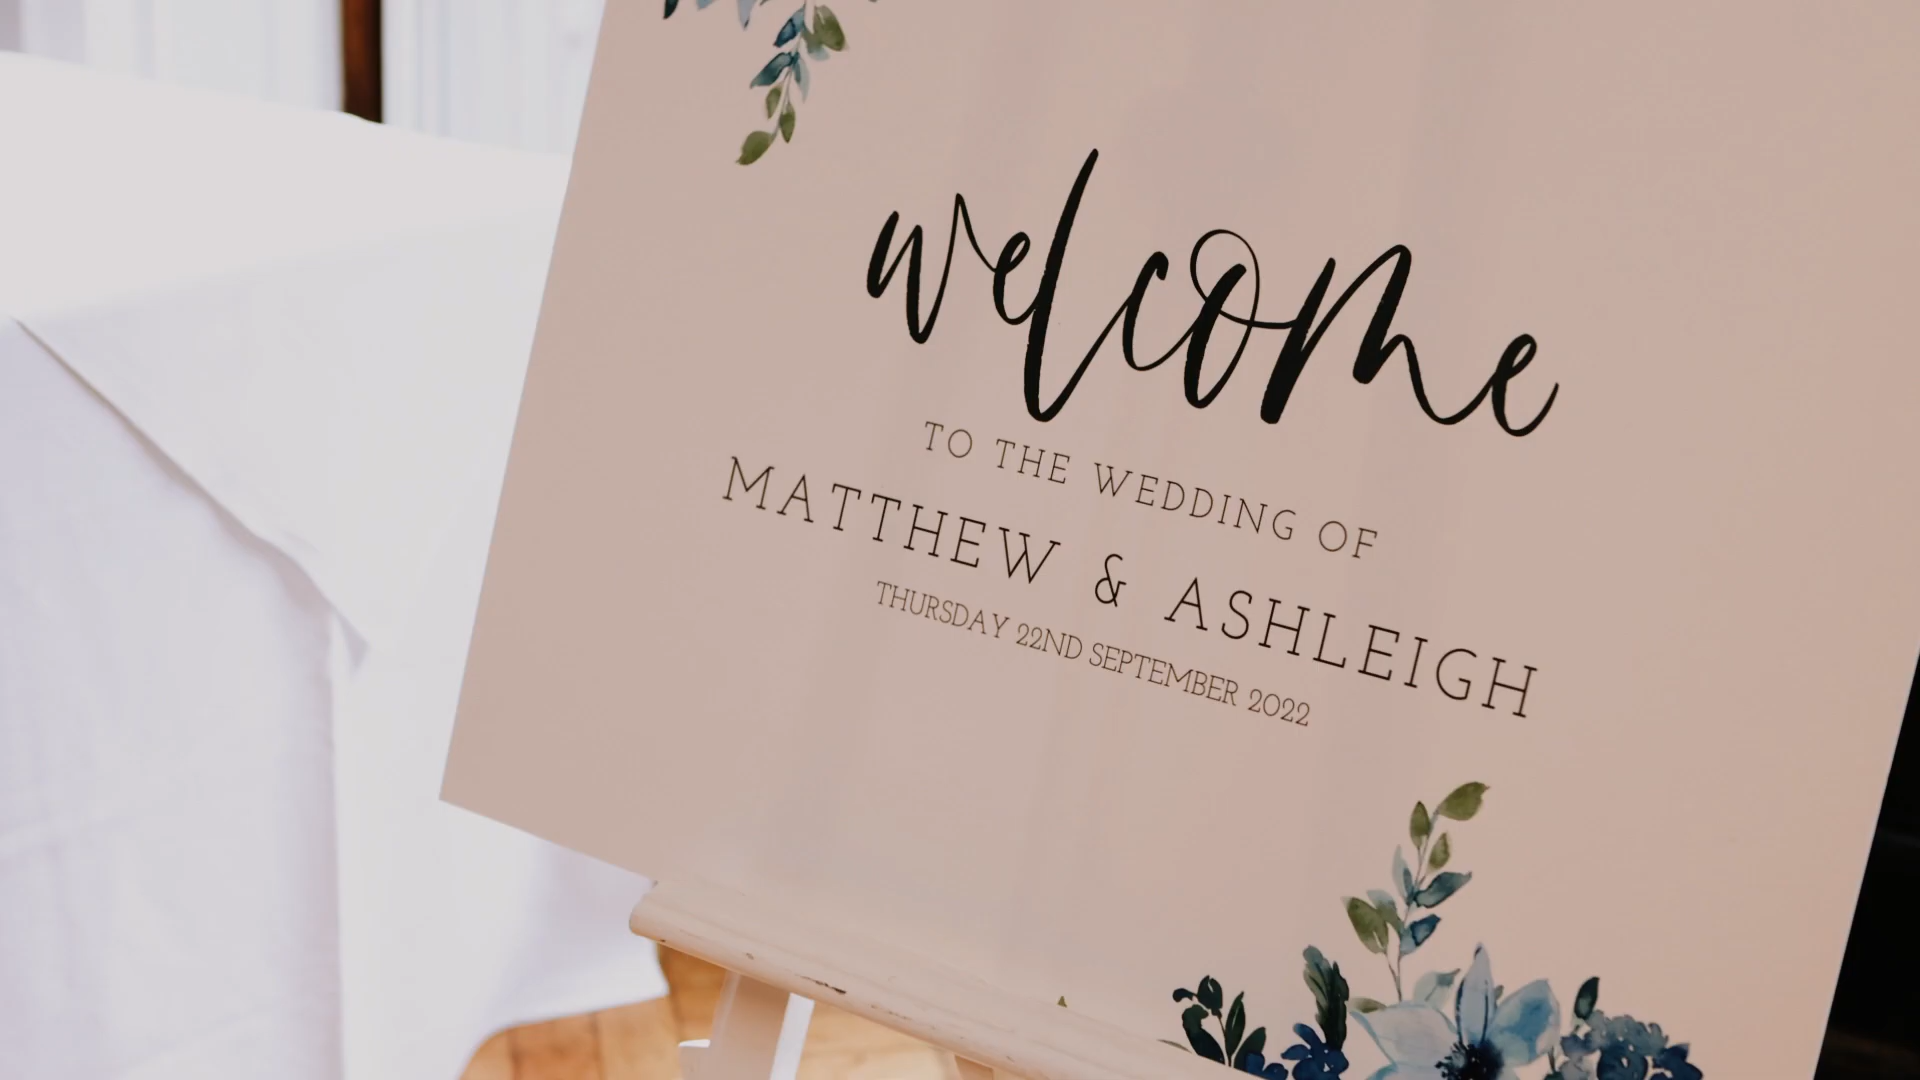 welcome
TO THE WEDDING OF
MATTHEW & ASHLEIGH
THURSDAY 22ND SEPTEMBER 2022